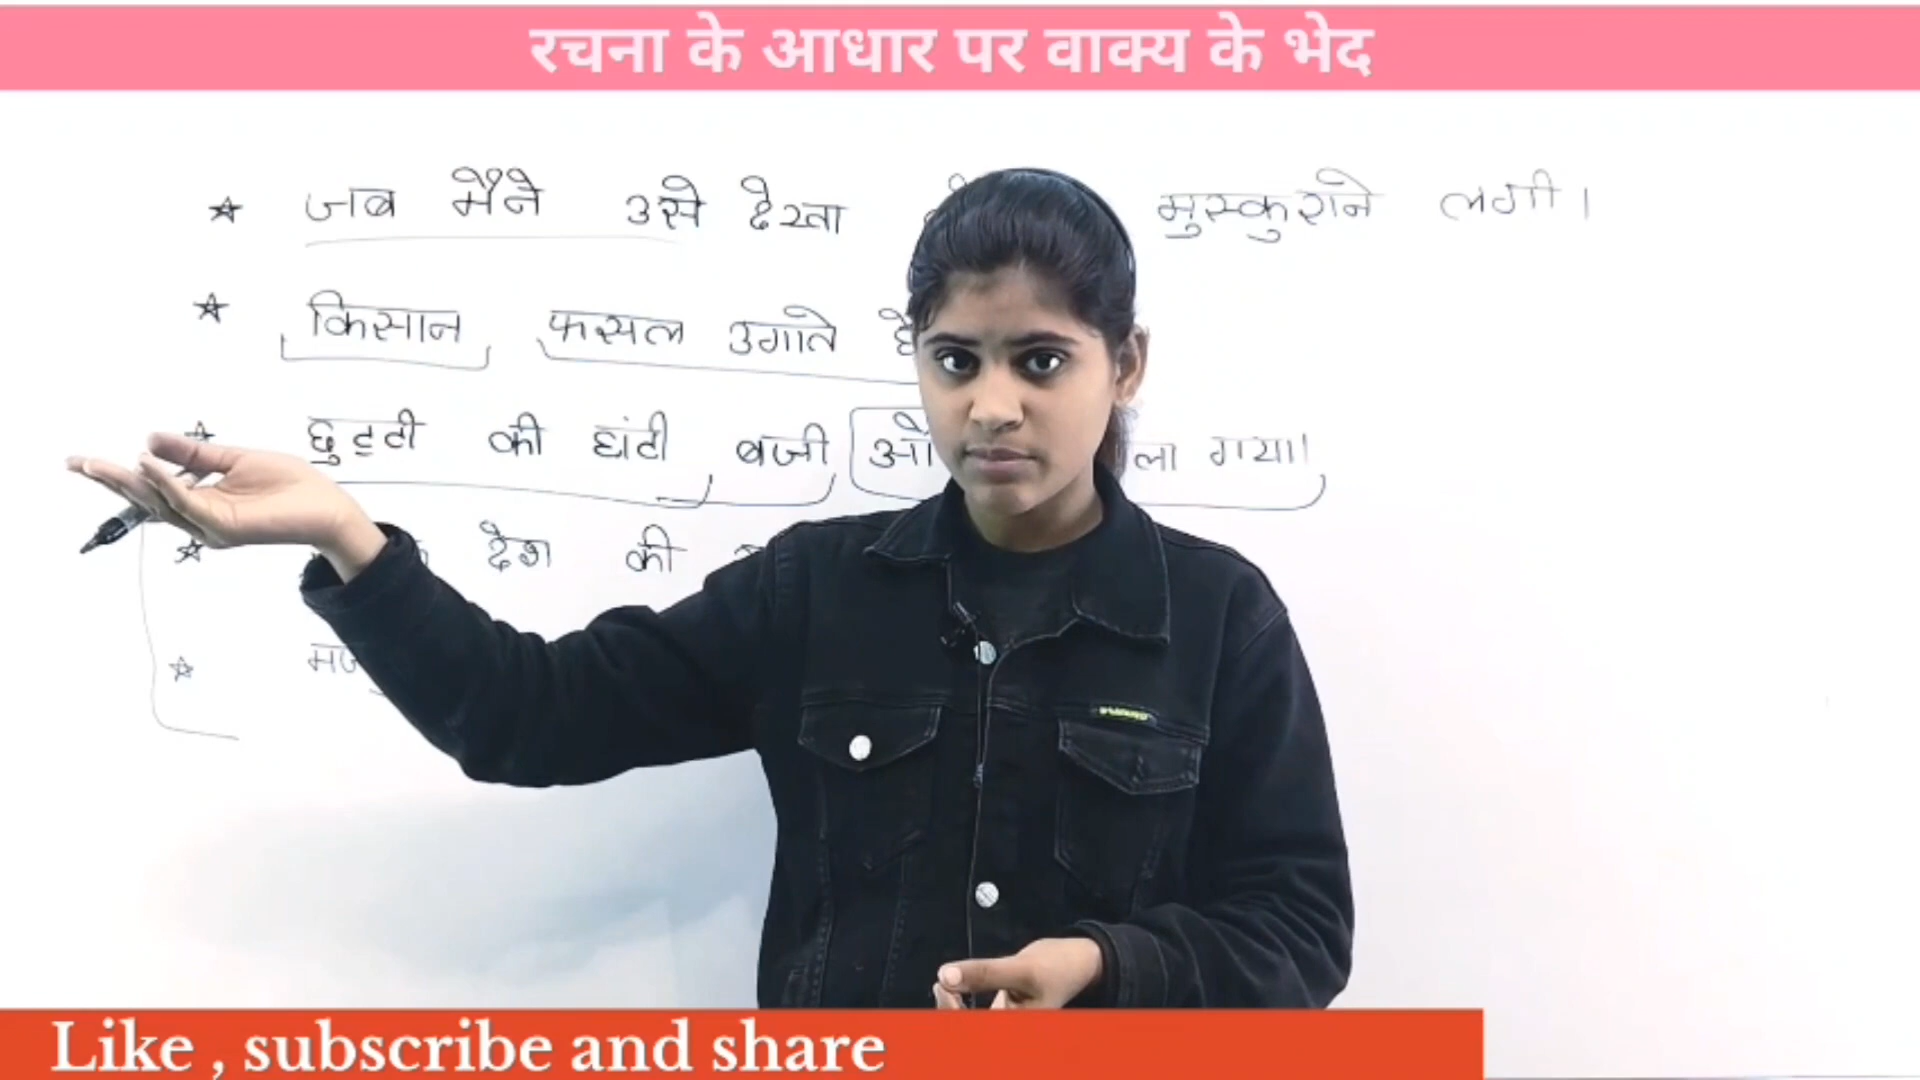 रचना के आधार पर वाक्य के भेद
जब मैंने उसे देखा मुस्कुराने लगी।
किसान फसल उगाते
छुट्टी की घंटी बजी गया।
देश की
Like , subscribe and share